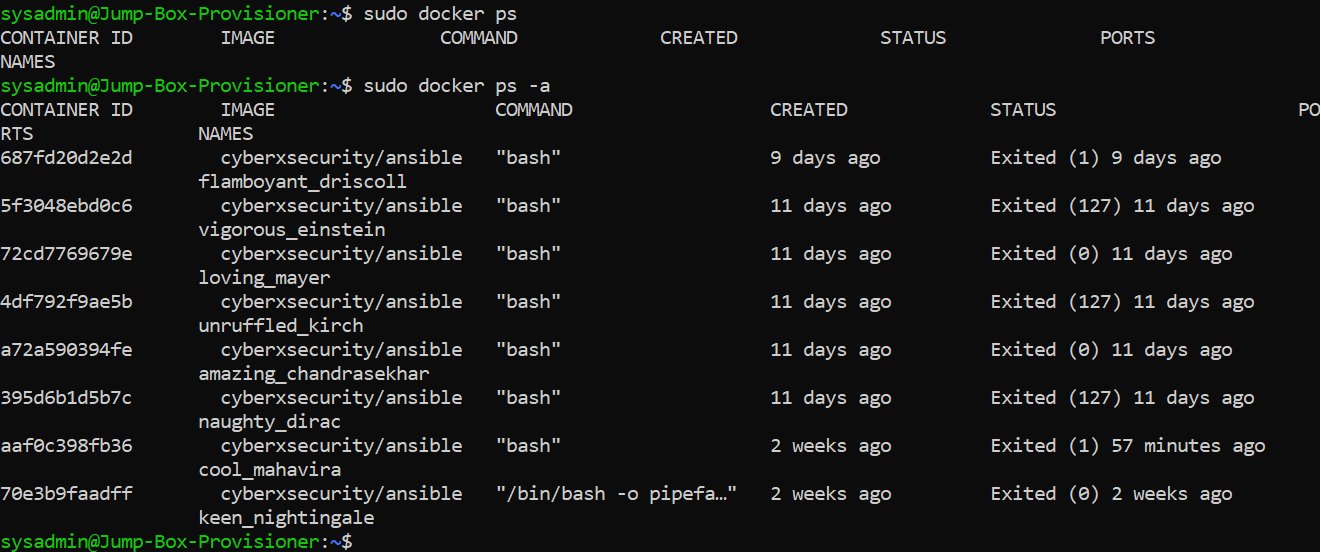 sysadmin@Jump-Box-Provisioner:~$ sudo docker ps
CONTAINER ID        IMAGE               COMMAND             CREATED             STATUS              PORTS
NAMES
sysadmin@Jump-Box-Provisioner:~$ sudo docker ps -a
CONTAINER ID        IMAGE                    COMMAND                  CREATED             STATUS                      PO
RTS               NAMES
687fd20d2e2d        cyberxsecurity/ansible   "bash"                   9 days ago          Exited (1) 9 days ago
                  flamboyant_driscoll
5f3048ebd0c6        cyberxsecurity/ansible   "bash"                   11 days ago         Exited (127) 11 days ago
                  vigorous_einstein
72cd7769679e        cyberxsecurity/ansible   "bash"                   11 days ago         Exited (0) 11 days ago
                  loving_mayer
4df792f9ae5b        cyberxsecurity/ansible   "bash"                   11 days ago         Exited (127) 11 days ago
                  unruffled_kirch
a72a590394fe        cyberxsecurity/ansible   "bash"                   11 days ago         Exited (0) 11 days ago
                  amazing_chandrasekhar
395d6b1d5b7c        cyberxsecurity/ansible   "bash"                   11 days ago         Exited (127) 11 days ago
                  naughty_dirac
aaf0c398fb36        cyberxsecurity/ansible   "bash"                   2 weeks ago         Exited (1) 57 minutes ago
                  cool_mahavira
70e3b9faadff        cyberxsecurity/ansible   "/bin/bash -o pipefa…"   2 weeks ago         Exited (0) 2 weeks ago
                  keen_nightingale
sysadmin@Jump-Box-Provisioner:~$